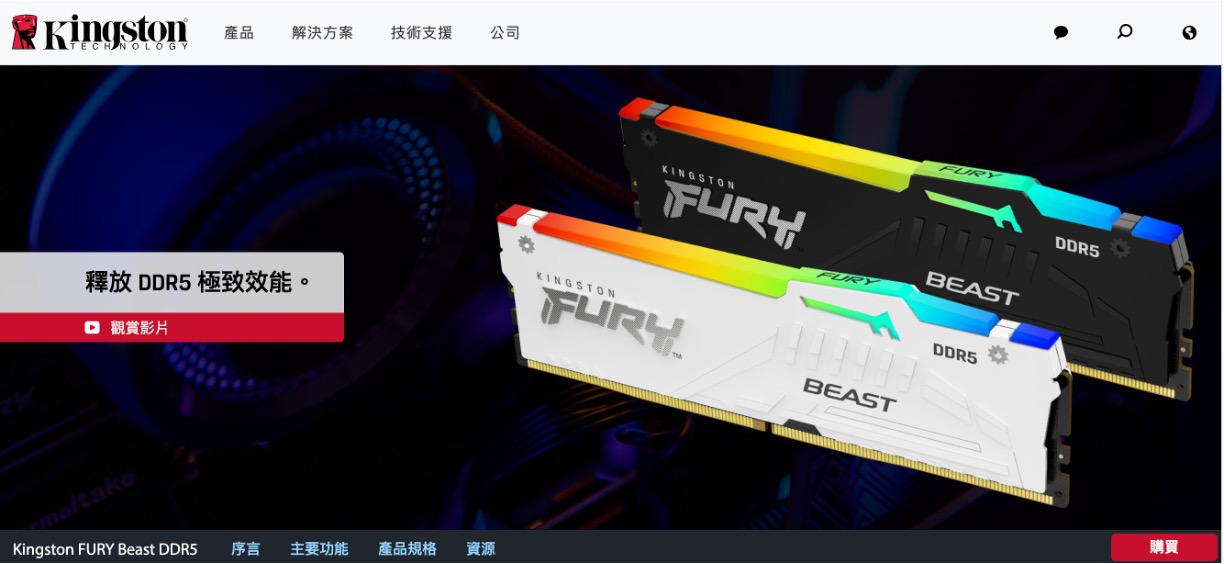 Kingston
TECHNOLOGY
產品
解決方案
技術支援
公司
FURY
KINGSTON
FURY
DDR5
BEAST
FURY
KINGSTON
FURY
TM
DDR5
BEAST
釋放 DDR5 極致效能。
觀賞影片
Kingston FURY Beast DDR5
序言
主要功能
產品規格
資源
購買